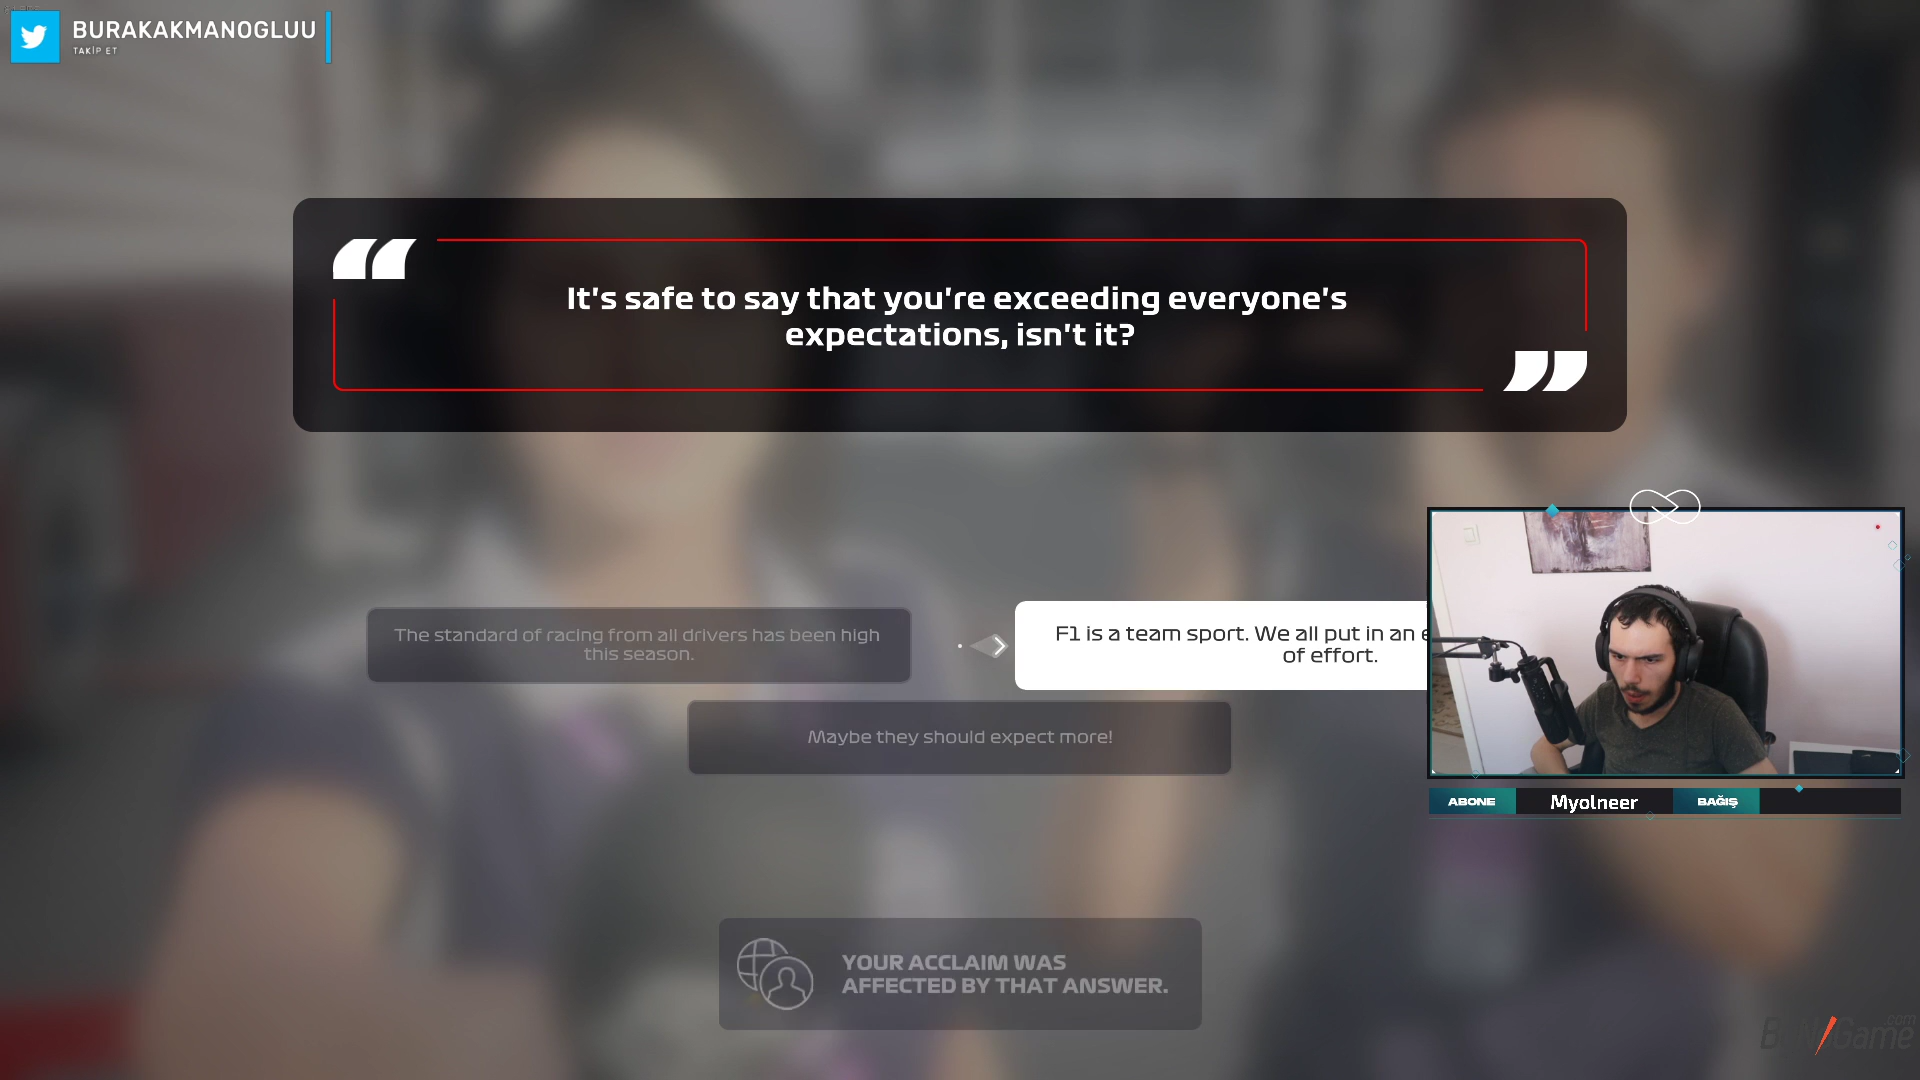 BURAKAKMANOGLUU
TAKİP ET
It's safe to say that you're exceeding everyone's
expectations, isn't it?
The standard of racing from all drivers has been high
this season.
F1 is a team sport. We all put in an
of effort.
Maybe they should expect more!
ABONE
Myolneer
BAĞIŞ
YOUR ACCLAIM WAS
AFFECTED BY THAT ANSWER.